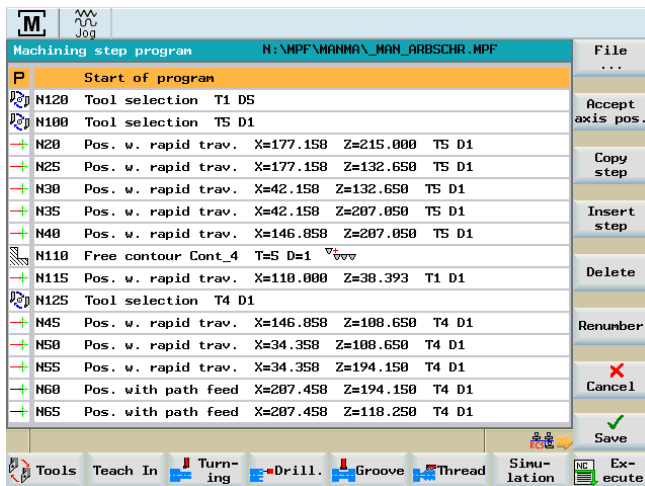 M
Jog
Machining step program N:\MPF\MANMA\_MAN_ARBSCHR.MPF
File
...
P Start of program
N120 Tool selection T1 D5
Accept
axis pos.
N100 Tool selection T5 D1
N20 Pos. w. rapid trav. X=177.158 Z=215.000 T5 D1
N25 Pos. w. rapid trav. X=177.158 Z=132.650 T5 D1
Copy
step
N30 Pos. w. rapid trav. X=42.158 Z=132.650 T5 D1
N35 Pos. w. rapid trav. X=42.158 Z=207.050 T5 D1
Insert
step
N40 Pos. w. rapid trav. X=146.858 Z=207.050 T5 D1
N110 Free contour Cont_4 T=5 D=1
Delete
N115 Pos. w. rapid trav. X=110.000 Z=38.393 T1 D1
N125 Tool selection T4 D1
N45 Pos. w. rapid trav. X=146.858 Z=108.650 T4 D1
Renumber
N50 Pos. w. rapid trav. X=34.358 Z=108.650 T4 D1
N55 Pos. w. rapid trav. X=34.358 Z=194.150 T4 D1
N60 Pos. with path feed X=207.458 Z=194.150 T4 D1
Cancel
N65 Pos. with path feed X=207.458 Z=118.250 T4 D1
Save
RCS
Tools
Teach In
Turn-
ing
Drill.
Groove
Thread
Simu-
lation
NC
Ex-
ecute